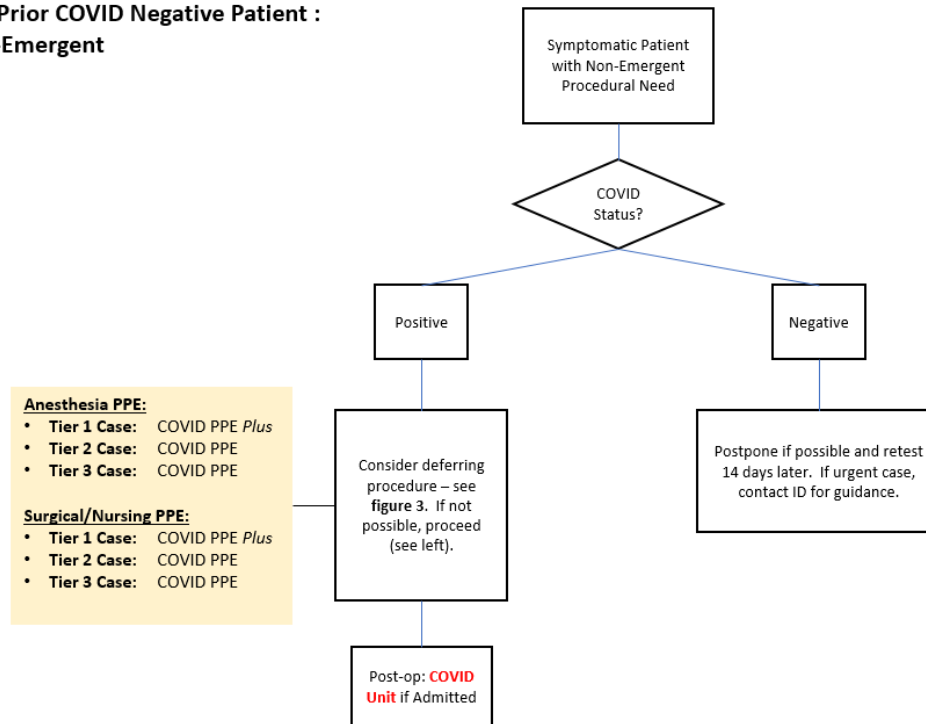 Prior COVID Negative Patient :
-Emergent
Symptomatic Patient
with Non-Emergent
Procedural Need
COVID
Status?
Positive
Negative
Anesthesia PPE:
• Tier 1 Case: COVID PPE Plus
• Tier 2 Case: COVID PPE
• Tier 3 Case: COVID PPE
Surgical/Nursing PPE:
• Tier 1 Case: COVID PPE Plus
• Tier 2 Case: COVID PPE
• Tier 3 Case: COVID PPE
Consider deferring
procedure – see
figure 3. If not
possible, proceed
(see left).
Postpone if possible and retest
14 days later. If urgent case,
contact ID for guidance.
Post-op: COVID
Unit if Admitted